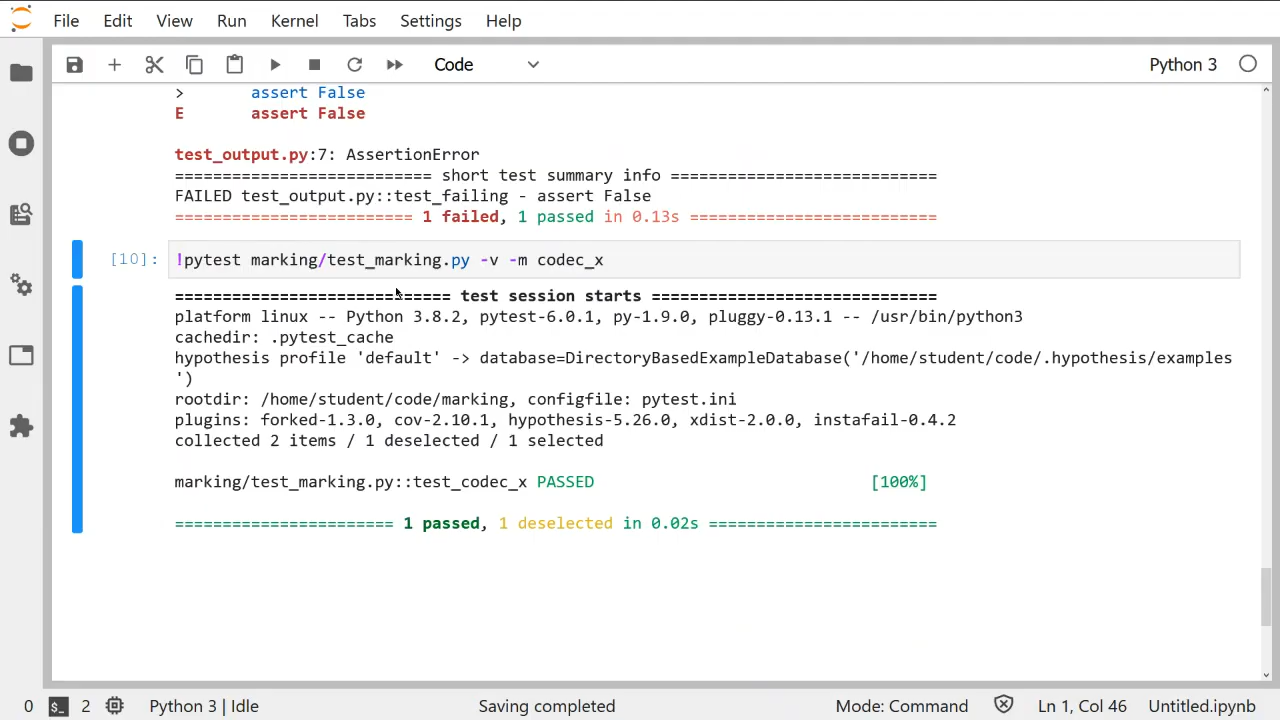 File Edit View Run Kernel Tabs Settings Help
Code Python 3
> assert False
E assert False
test_output.py:7: AssertionError
=========================== short test summary info ============================
FAILED test_output.py::test_failing - assert False
========================= 1 failed, 1 passed in 0.13s ==========================
[10]: !pytest marking/test_marking.py -v -m codec_x
============================= test session starts ==============================
platform linux -- Python 3.8.2, pytest-6.0.1, py-1.9.0, pluggy-0.13.1 -- /usr/bin/python3
cachedir: .pytest_cache
hypothesis profile 'default' -> database=DirectoryBasedExampleDatabase('/home/student/code/.hypothesis/examples
')
rootdir: /home/student/code/marking, configfile: pytest.ini
plugins: forked-1.3.0, cov-2.10.1, hypothesis-5.26.0, xdist-2.0.0, instafail-0.4.2
collected 2 items / 1 deselected / 1 selected
marking/test_marking.py::test_codec_x PASSED [100%]
======================= 1 passed, 1 deselected in 0.02s ========================
0 $_ 2 Python 3 | Idle Saving completed Mode: Command Ln 1, Col 46 Untitled.ipynb